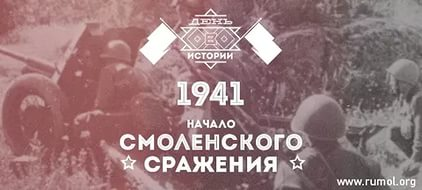 ДЕНЬ
В
ИСТОРИИ
1941
НАЧАЛО
СМОЛЕНСКОГО
СРАЖЕНИЯ
www.rumol.org